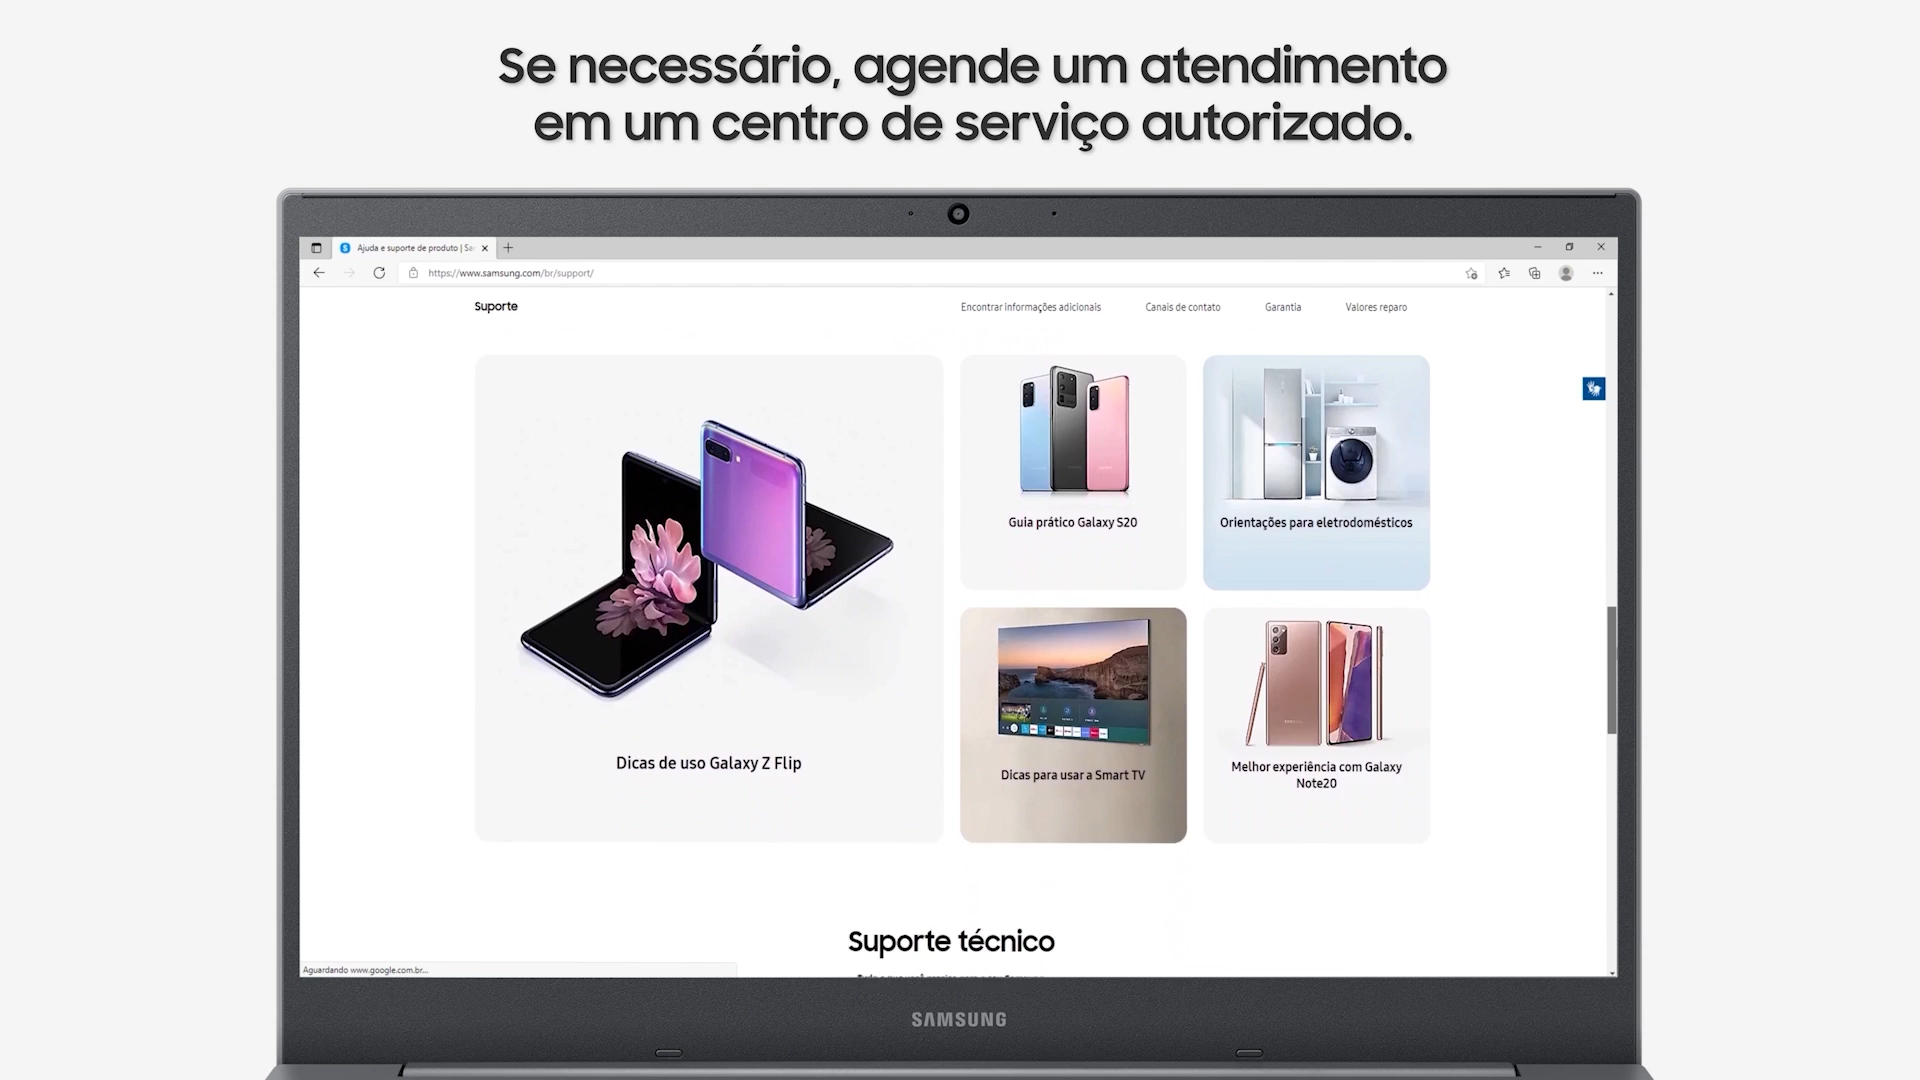 Se necessário, agende um atendimento
em um centro de serviço autorizado.
Ajuda e suporte de produto | Sa
https://www.samsung.com/br/support/
Suporte
Encontrar informações adicionais
Canais de contato
Garantia
Valores reparo
Guia prático Galaxy S20
Orientações para eletrodomésticos
Dicas de uso Galaxy Z Flip
Dicas para usar a Smart TV
Melhor experiência com Galaxy
Note20
Suporte técnico
Aguardando www.google.com.br...
SAMSUNG